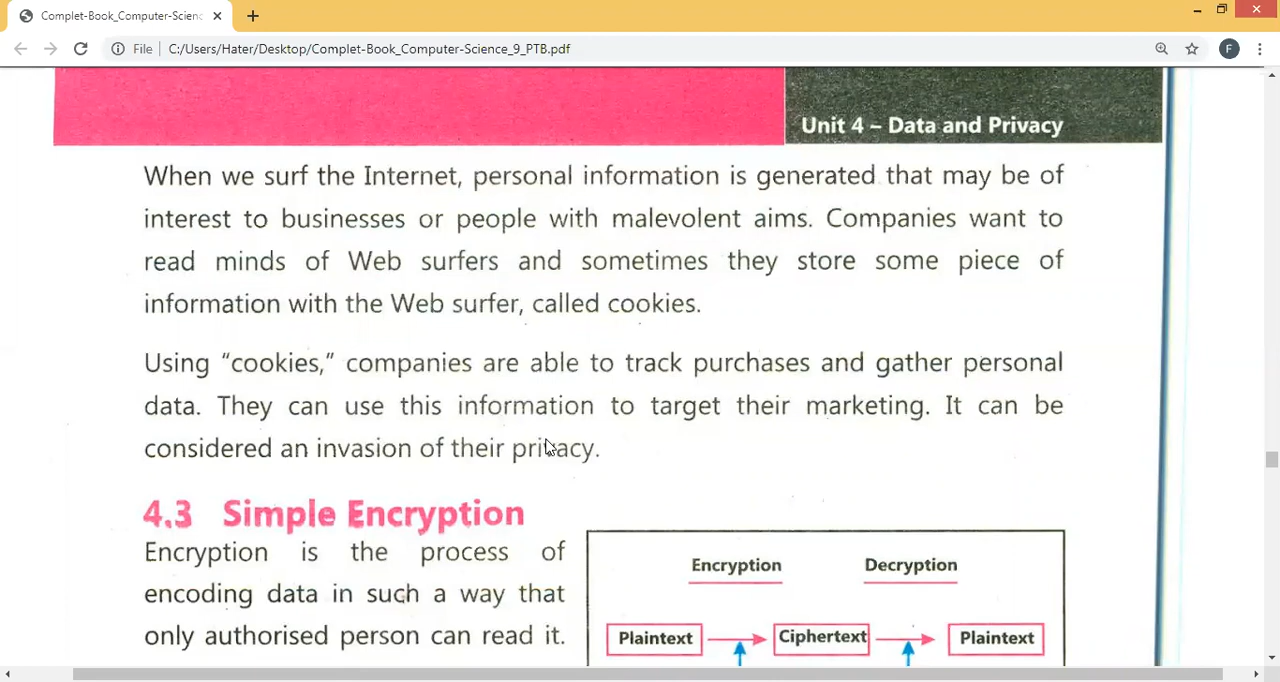 Complet-Book_Computer-Scienc
File
C:/Users/Hater/Desktop/Complet-Book_Computer-Science_9_PTB.pdf
F
Unit 4 – Data and Privacy
When we surf the Internet, personal information is generated that may be of
interest to businesses or people with malevolent aims. Companies want to
read minds of Web surfers and sometimes they store some piece of
information with the Web surfer, called cookies.
Using “cookies,” companies are able to track purchases and gather personal
data. They can use this information to target their marketing. It can be
considered an invasion of their privacy.
4.3 Simple Encryption
Encryption is the process of
encoding data in such a way that
only authorised person can read it.
Encryption Decryption
Plaintext Ciphertext Plaintext